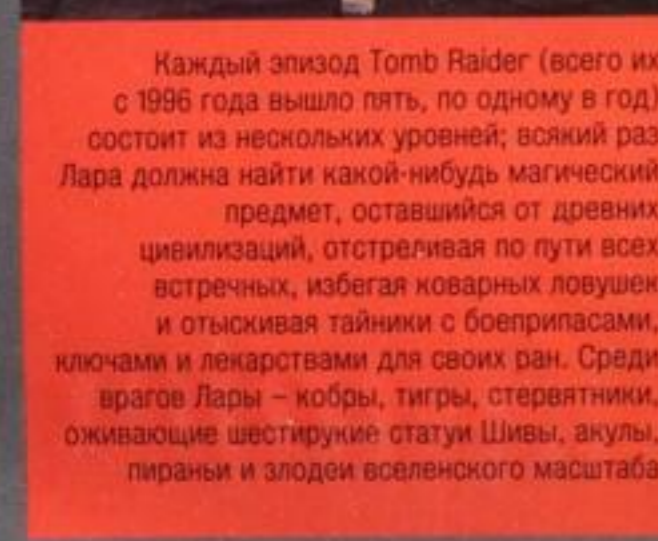 Каждый эпизод Tomb Raider (всего их
с 1996 года вышло пять, по одному в год)
состоит из нескольких уровней; всякий раз
Лара должна найти какой-нибудь магический
предмет, оставшийся от древних
цивилизаций, отстреливая по пути всех
встречных, избегая коварных ловушек
и отыскивая тайники с боеприпасами,
ключами и лекарствами для своих ран. Среди
врагов Лары – кобры, тигры, стервятники,
оживающие шестирукие статуи Шивы, акулы,
пираньи и злодеи вселенского масштаба